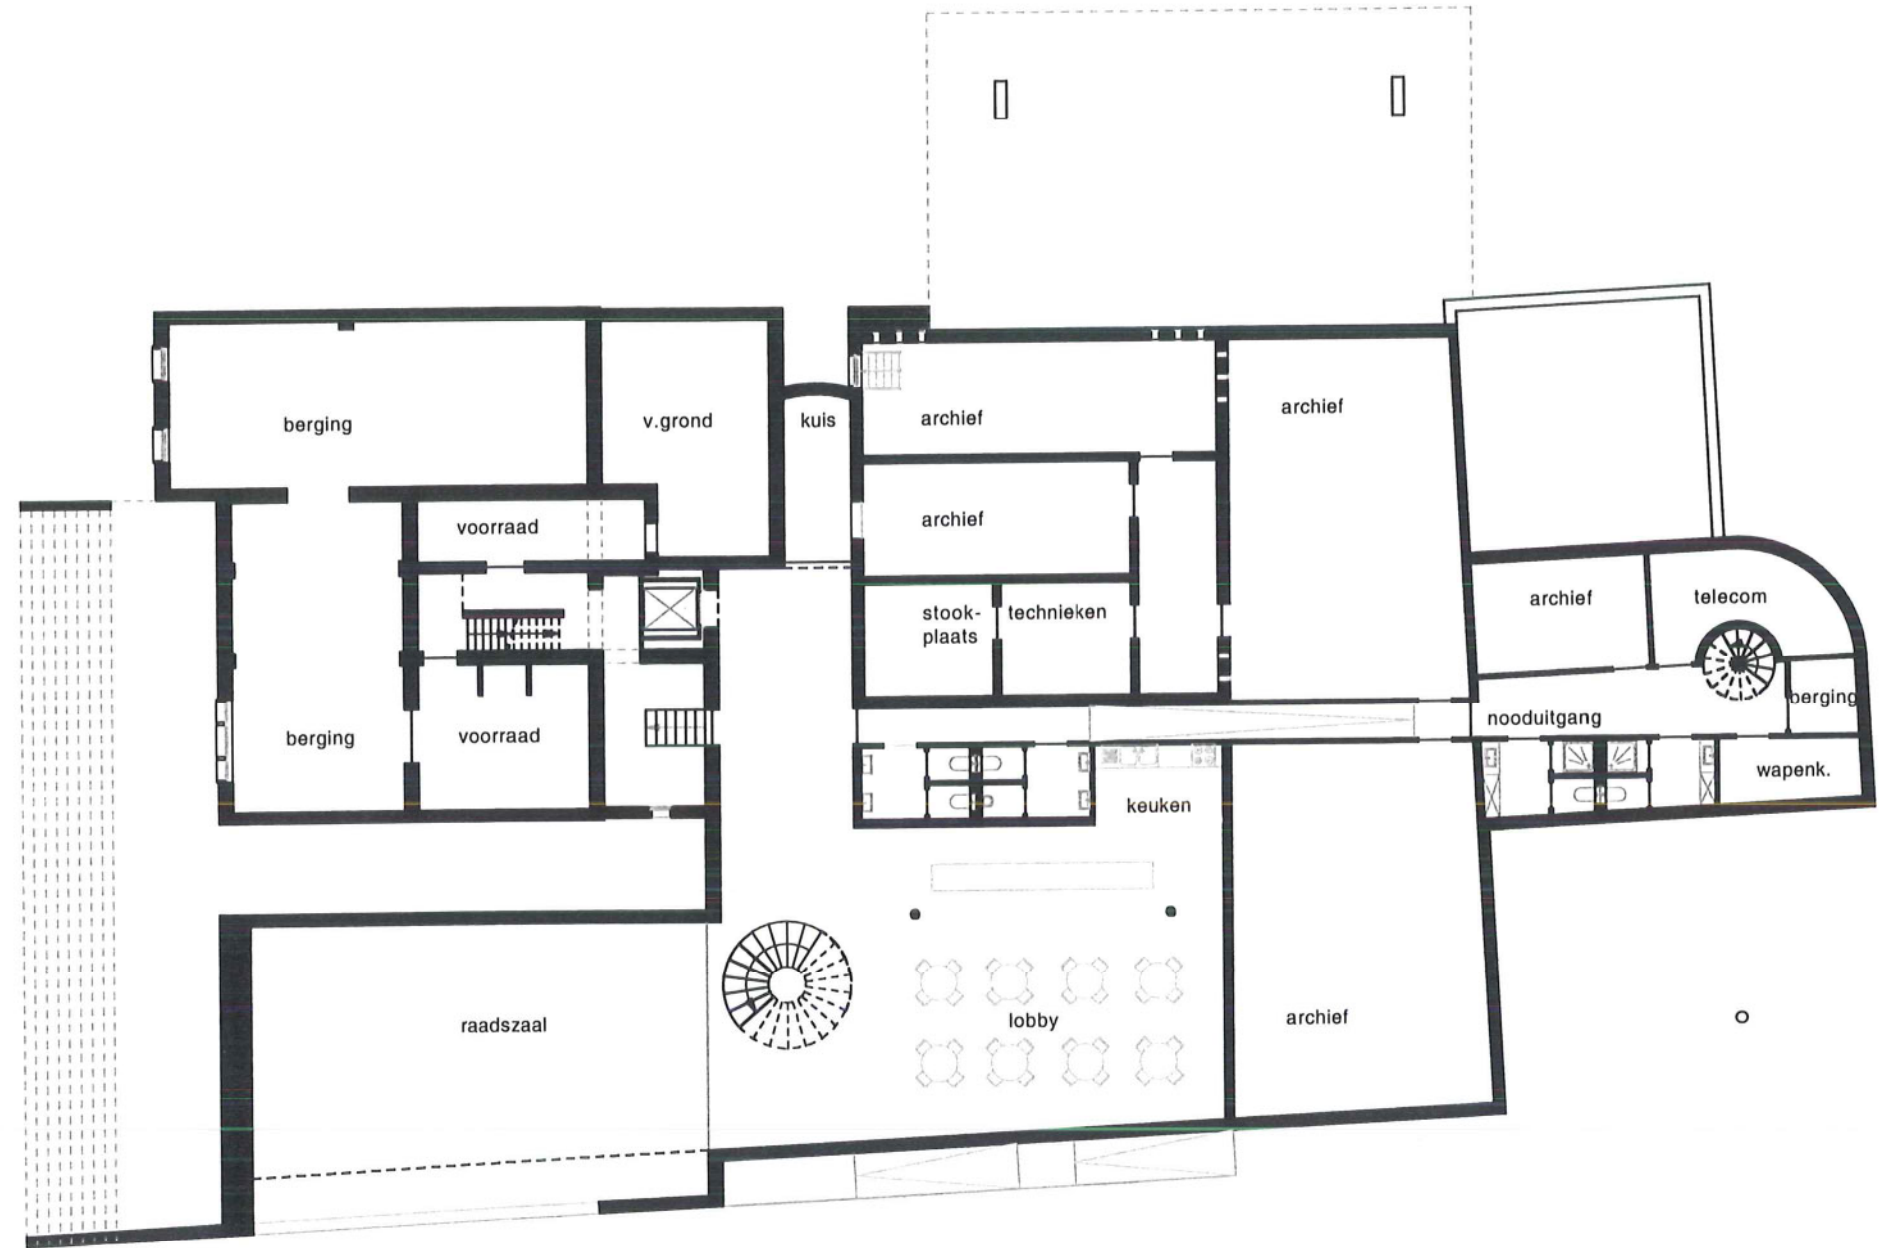 berging
v.grond
kuis
archief
archief
voorraad
archief
stook-
plaats
technieken
archief
telecom
berging
nooduitgang
berging
voorraad
wapenk.
keuken
raadszaal
lobby
archief